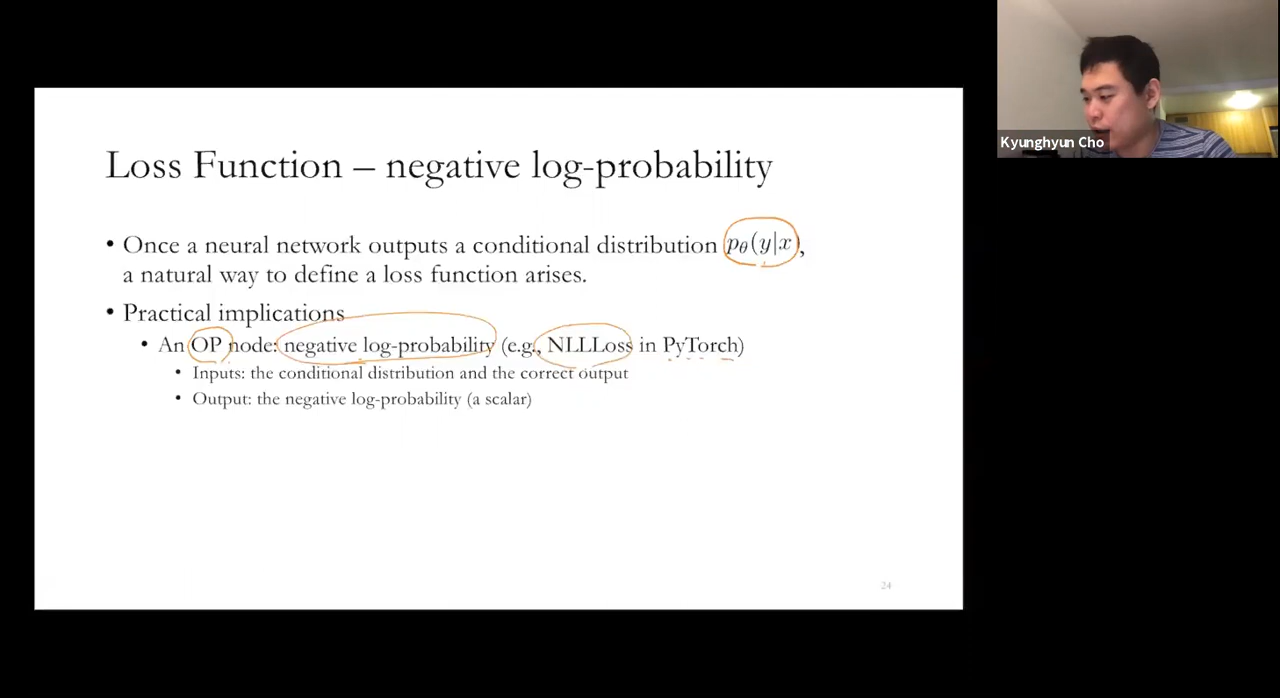 Kyunghyun Cho
Loss Function – negative log-probability
• Once a neural network outputs a conditional distribution pθ(y|x),
a natural way to define a loss function arises.
• Practical implications
• An OP node: negative log-probability (e.g., NLLLoss in PyTorch)
• Inputs: the conditional distribution and the correct output
• Output: the negative log-probability (a scalar)
24